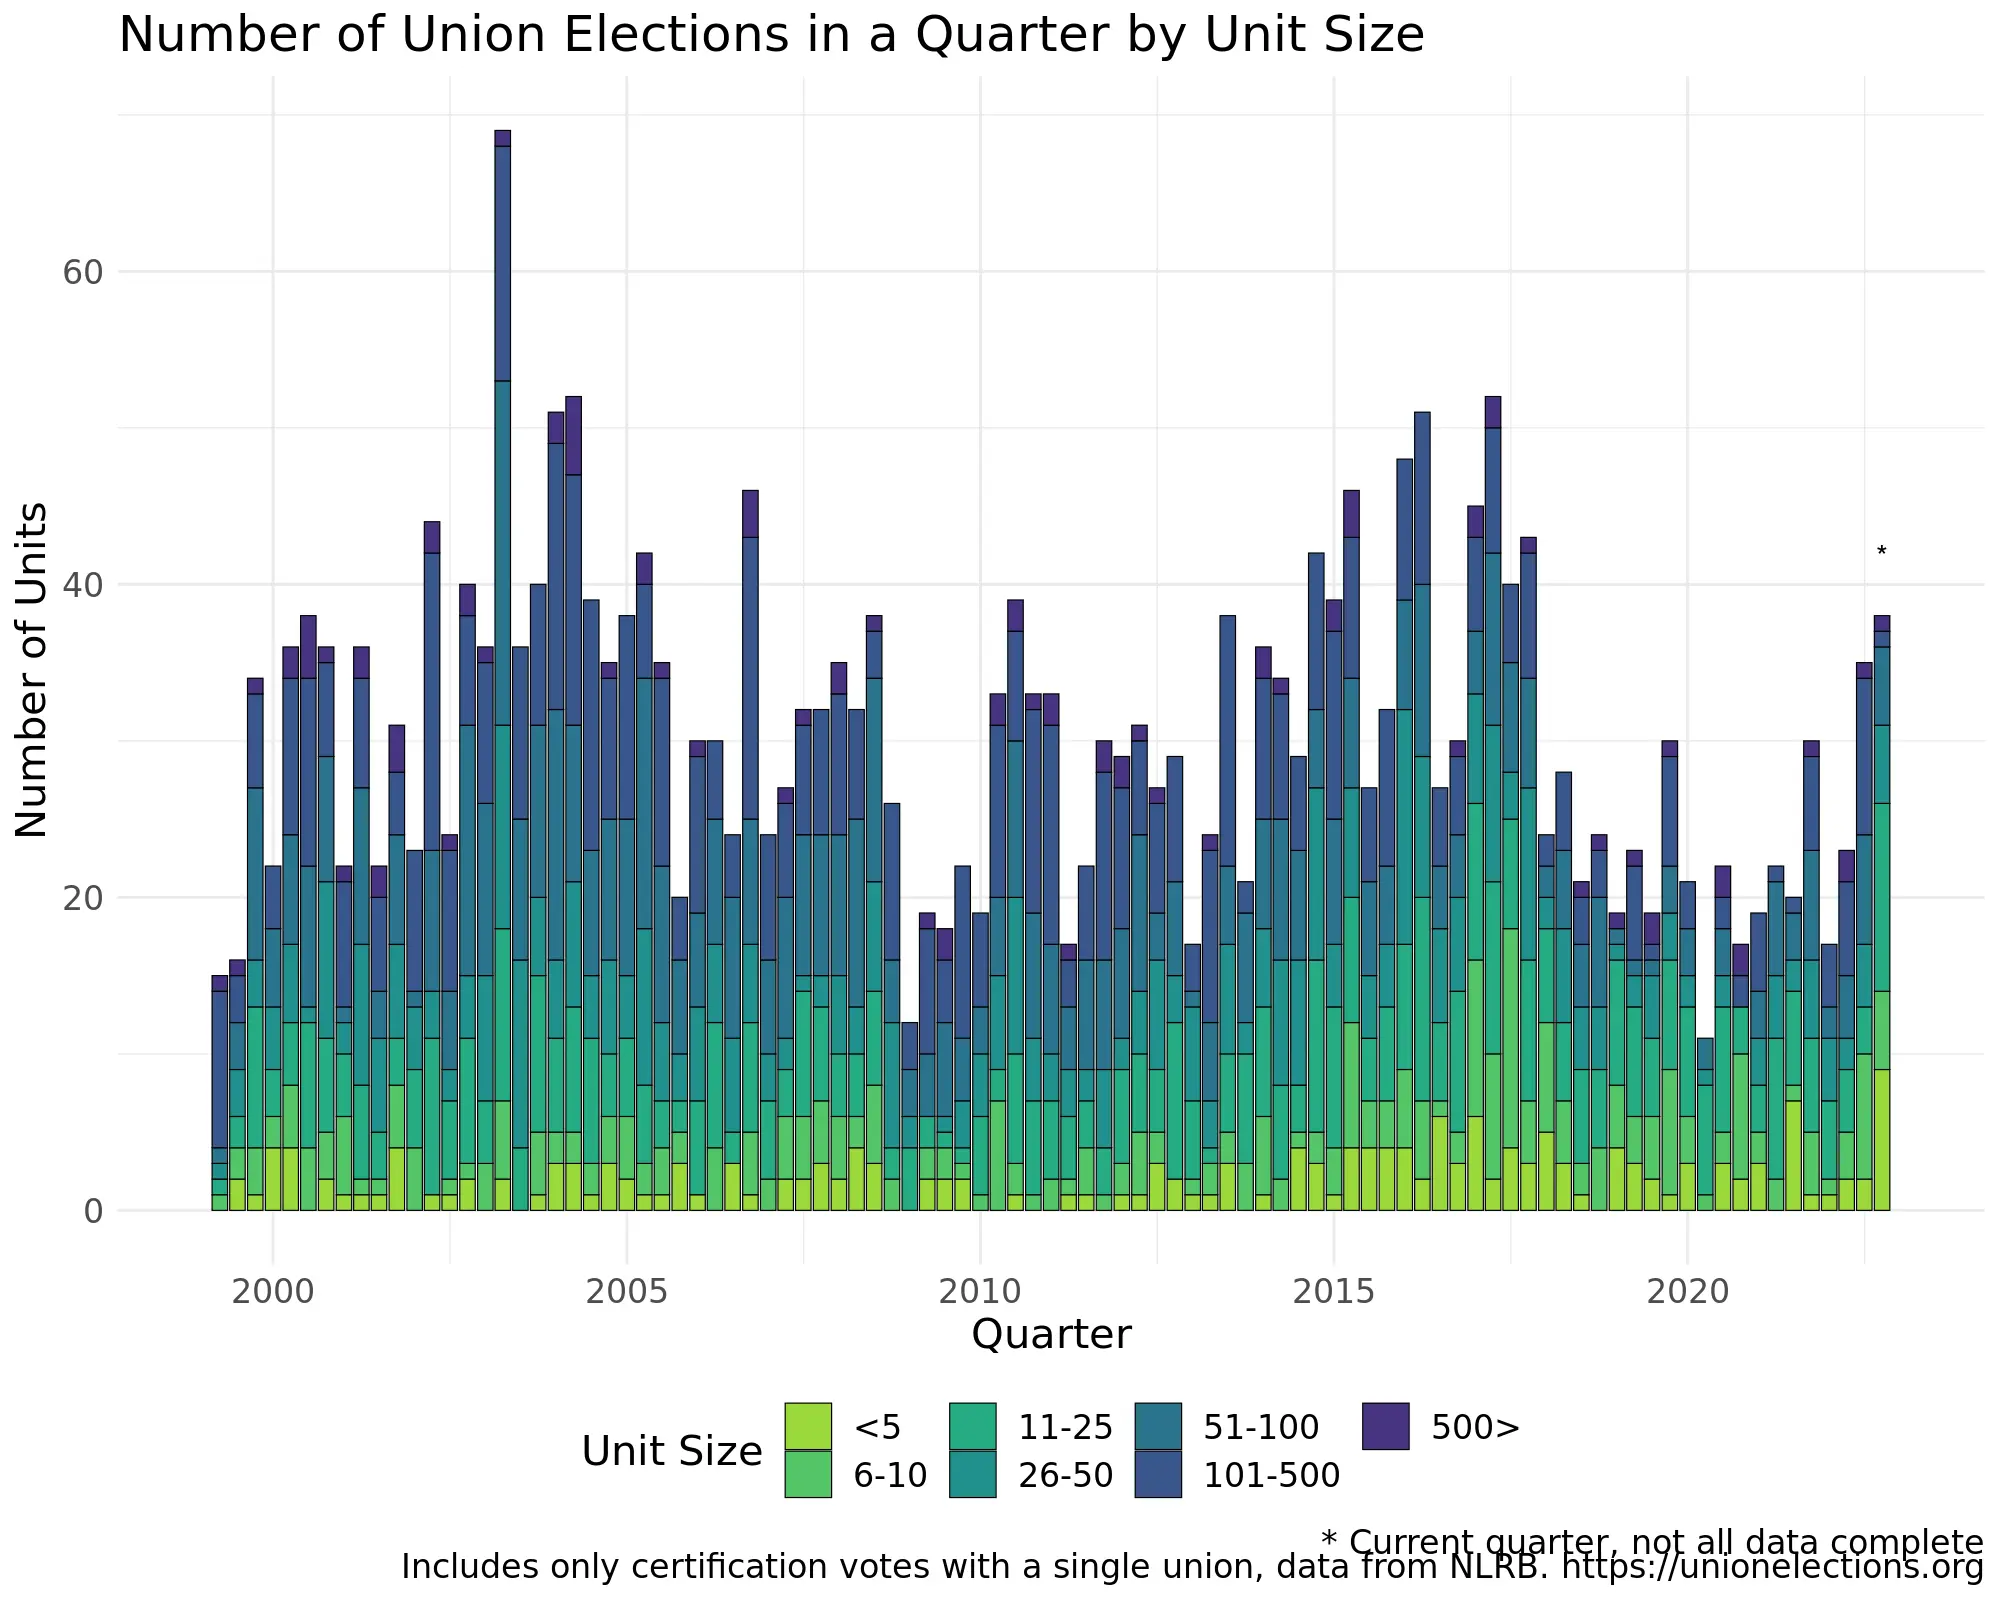 Number of Union Elections in a Quarter by Unit Size
Number of Units
60
40
20
0
*
2000 2005 2010 2015 2020
Quarter
Unit Size
<5 11-25 51-100 500>
6-10 26-50 101-500
* Current quarter, not all data complete
Includes only certification votes with a single union, data from NLRB. https://unionelections.org